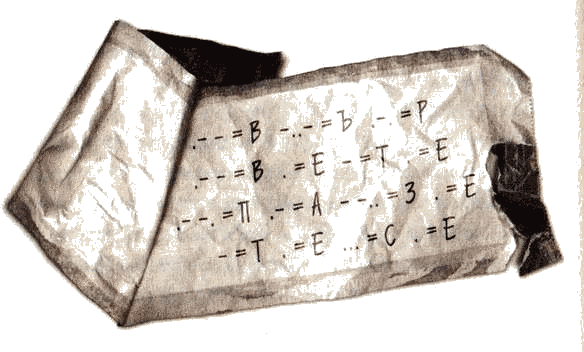 .-- = В -..- = Ъ .-. = Р
.-- = В . = Е - = Т . = Е
.--. = П .- = А --.. = З . = Е
- = Т . = Е ... = С . = Е